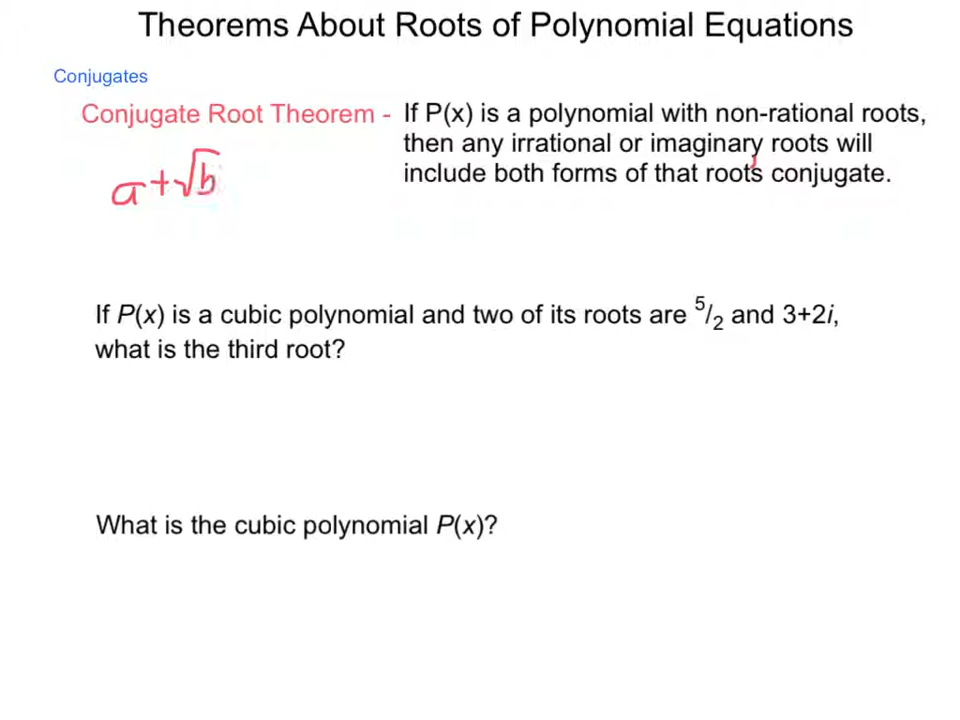 Theorems About Roots of Polynomial Equations
Conjugates
Conjugate Root Theorem - If P(x) is a polynomial with non-rational roots,
then any irrational or imaginary roots will
include both forms of that roots conjugate.
a+√b
If P(x) is a cubic polynomial and two of its roots are 5/2 and 3+2i,
what is the third root?
What is the cubic polynomial P(x)?